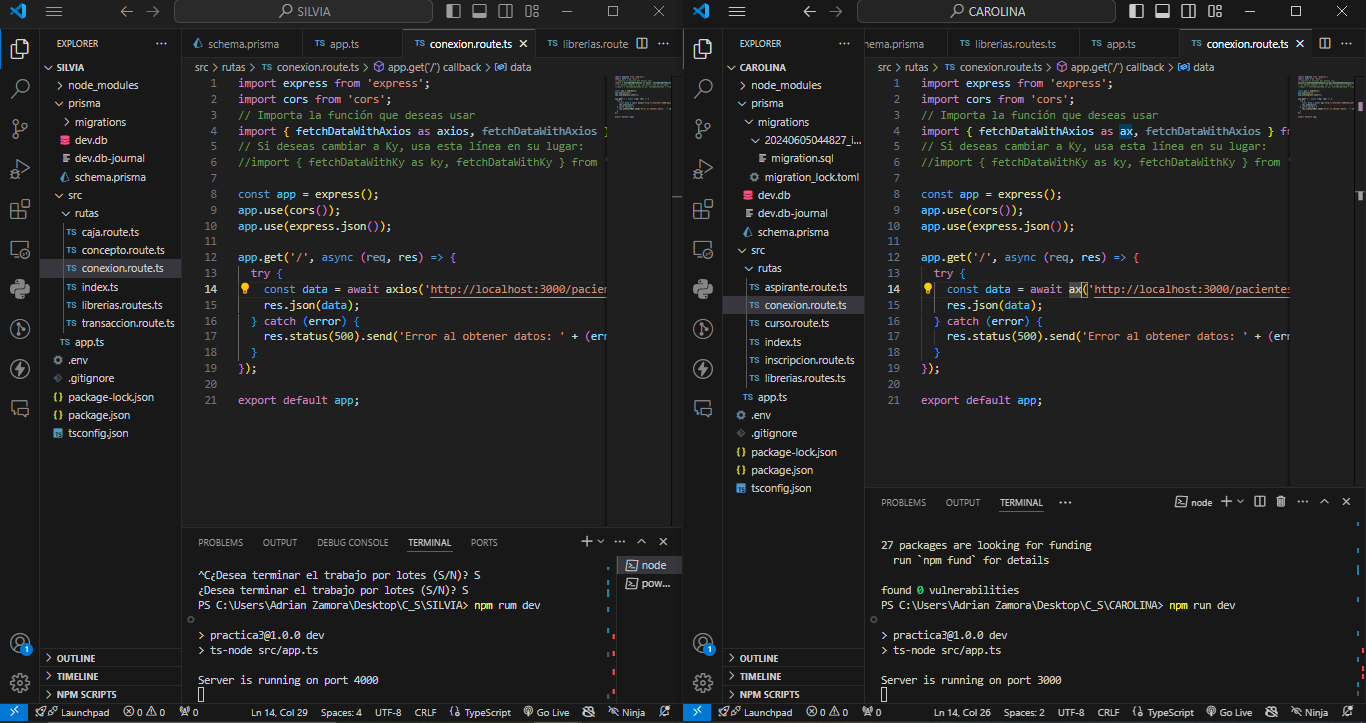 SILVIA
EXPLORER
SILVIA
node_modules
prisma
migrations
dev.db
dev.db-journal
schema.prisma
src
rutas
caja.route.ts
concepto.route.ts
conexion.route.ts
index.ts
librerias.routes.ts
transaccion.route.ts
app.ts
.env
.gitignore
package-lock.json
package.json
tsconfig.json
OUTLINE
TIMELINE
NPM SCRIPTS
schema.prisma
app.ts
conexion.route.ts
librerias.route
src > rutas > conexion.route.ts > app.get('/') callback > data
1 import express from 'express';
2 import cors from 'cors';
3 // Importa la función que deseas usar
4 import { fetchDataWithAxios as axios, fetchDataWithAxios }
5 // Si deseas cambiar a Ky, usa esta línea en su lugar:
6 //import { fetchDataWithKy as ky, fetchDataWithKy } from '
7
8 const app = express();
9 app.use(cors());
10 app.use(express.json());
11
12 app.get('/', async (req, res) => {
13 try {
14 const data = await axios('http://localhost:3000/pacien
15 res.json(data);
16 } catch (error) {
17 res.status(500).send('Error al obtener datos: ' + (err
18 }
19 });
20
21 export default app;
PROBLEMS OUTPUT DEBUG CONSOLE TERMINAL PORTS
node
pow...
^C¿Desea terminar el trabajo por lotes (S/N)? S
¿Desea terminar el trabajo por lotes (S/N)? S
PS C:\Users\Adrian Zamora\Desktop\C_S\SILVIA> npm rum dev
> practica3@1.0.0 dev
> ts-node src/app.ts
Server is running on port 4000
1
Launchpad 0 0 0 Ln 14, Col 29 Spaces: 4 UTF-8 CRLF TypeScript Go Live Ninja
CAROLINA
EXPLORER
CAROLINA
node_modules
prisma
migrations
20240605044827_i...
migration.sql
migration_lock.toml
dev.db
dev.db-journal
schema.prisma
src
rutas
aspirante.route.ts
conexion.route.ts
curso.route.ts
index.ts
inscripcion.route.ts
librerias.routes.ts
app.ts
.env
.gitignore
package-lock.json
package.json
tsconfig.json
OUTLINE
TIMELINE
NPM SCRIPTS
ema.prisma
librerias.routes.ts
app.ts
conexion.route.ts
src > rutas > conexion.route.ts > app.get('/') callback > data
1 import express from 'express';
2 import cors from 'cors';
3 // Importa la función que deseas usar
4 import { fetchDataWithAxios as ax, fetchDataWithAxios } fr
5 // Si deseas cambiar a Ky, usa esta línea en su lugar:
6 //import { fetchDataWithKy as ky, fetchDataWithKy } from '
7
8 const app = express();
9 app.use(cors());
10 app.use(express.json());
11
12 app.get('/', async (req, res) => {
13 try {
14 const data = await ax('http://localhost:3000/pacientes
15 res.json(data);
16 } catch (error) {
17 res.status(500).send('Error al obtener datos: ' + (err
18 }
19 });
20
21 export default app;
PROBLEMS OUTPUT TERMINAL
node
27 packages are looking for funding
run `npm fund` for details
found 0 vulnerabilities
PS C:\Users\Adrian Zamora\Desktop\C_S\CAROLINA> npm run dev
> practica3@1.0.0 dev
> ts-node src/app.ts
Server is running on port 3000
1
Launchpad 0 0 0 Ln 14, Col 26 Spaces: 2 UTF-8 CRLF TypeScript Go Live Ninja